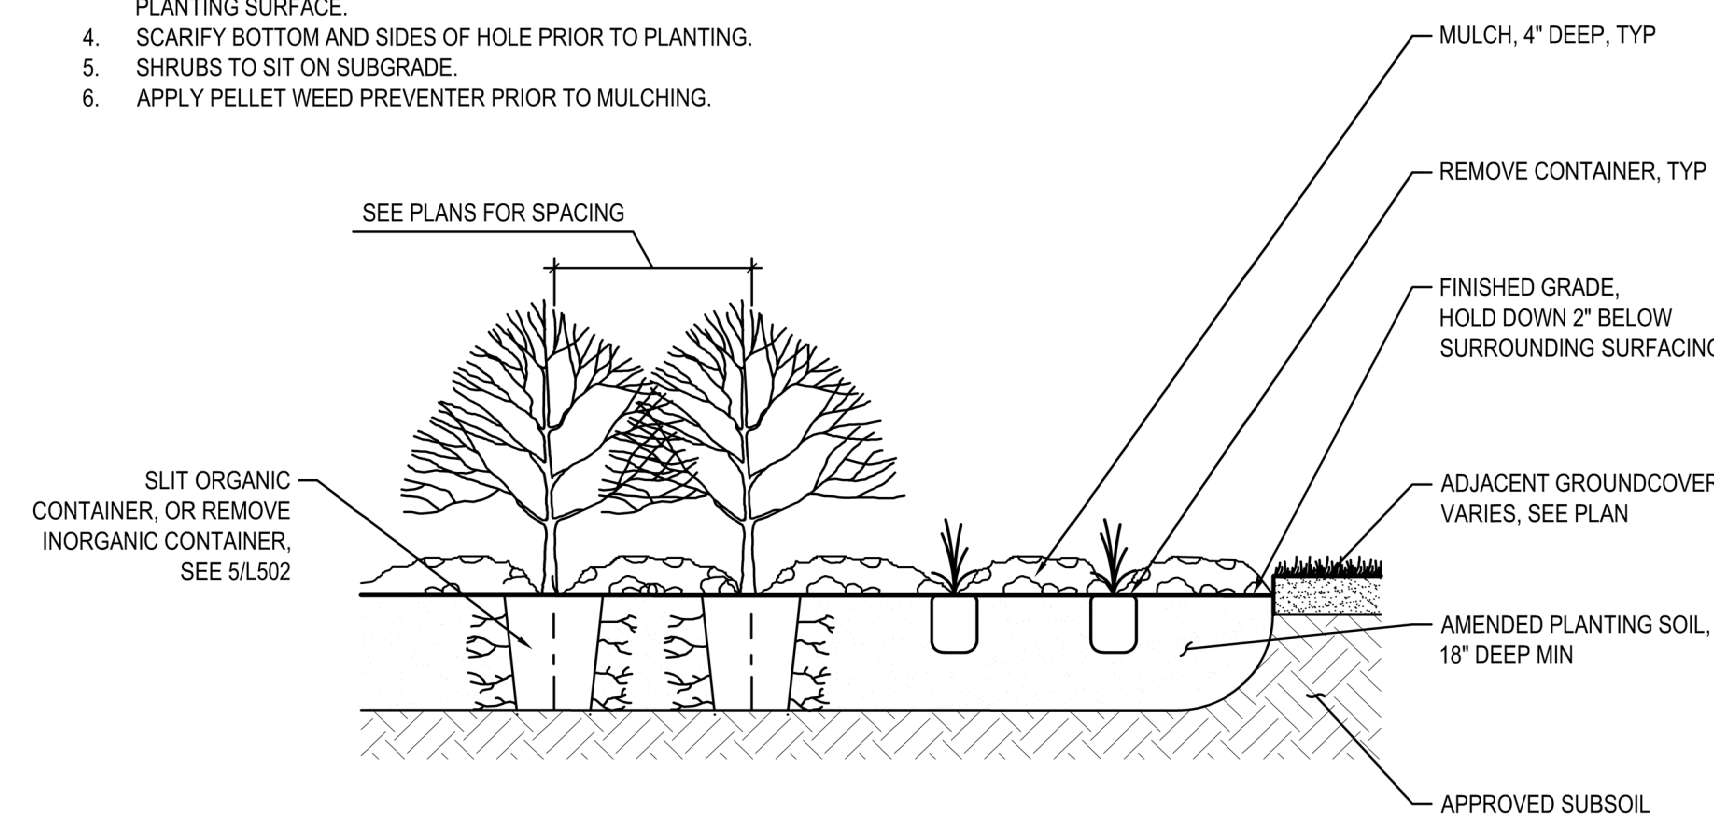 PLANTING SURFACE.
4. SCARIFY BOTTOM AND SIDES OF HOLE PRIOR TO PLANTING.
5. SHRUBS TO SIT ON SUBGRADE.
6. APPLY PELLET WEED PREVENTER PRIOR TO MULCHING.
MULCH, 4" DEEP, TYP
REMOVE CONTAINER, TYP
SEE PLANS FOR SPACING
FINISHED GRADE,
HOLD DOWN 2" BELOW
SURROUNDING SURFACING
SLIT ORGANIC
CONTAINER, OR REMOVE
INORGANIC CONTAINER,
SEE 5/L502
ADJACENT GROUNDCOVER
VARIES, SEE PLAN
AMENDED PLANTING SOIL,
18" DEEP MIN
APPROVED SUBSOIL